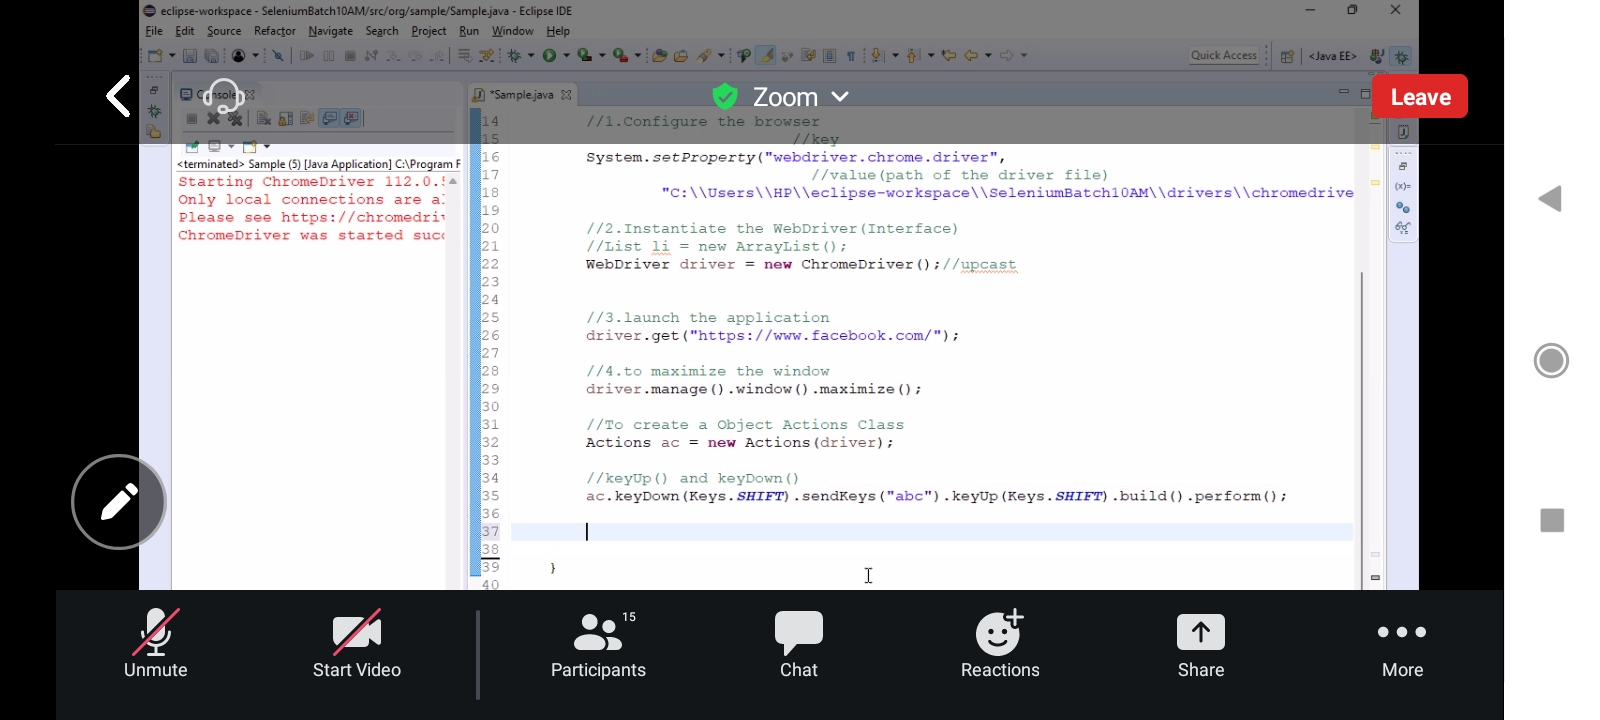 eclipse-workspace - SeleniumBatch10AM/src/org/sample/Sample.java - Eclipse IDE
File Edit Source Refactor Navigate Search Project Run Window Help
Quick Access
<Java EE>
Zoom
Leave
*Sample.java
14 //1.Configure the browser
15 //key
<terminated> Sample (5) [Java Application] C:\Program F
16 System.setProperty("webdriver.chrome.driver",
17 //value(path of the driver file)
Starting ChromeDriver 112.0.
18 "C:\\Users\\HP\\eclipse-workspace\\SeleniumBatch10AM\\drivers\\chromedrive
Only local connections are
19
Please see https://chromedri
20 //2.Instantiate the WebDriver(Interface)
ChromeDriver was started succ
21 //List li = new ArrayList();
22 WebDriver driver = new ChromeDriver();//upcast
23
24
25 //3.launch the application
26 driver.get("https://www.facebook.com/");
27
28 //4.to maximize the window
29 driver.manage().window().maximize();
30
31 //To create a Object Actions Class
32 Actions ac = new Actions(driver);
33
34 //keyUp() and keyDown()
35 ac.keyDown(Keys.SHIFT).sendKeys("abc").keyUp(Keys.SHIFT).build().perform();
36
37
38
39 }
40
15
Unmute Start Video Participants Chat Reactions Share More